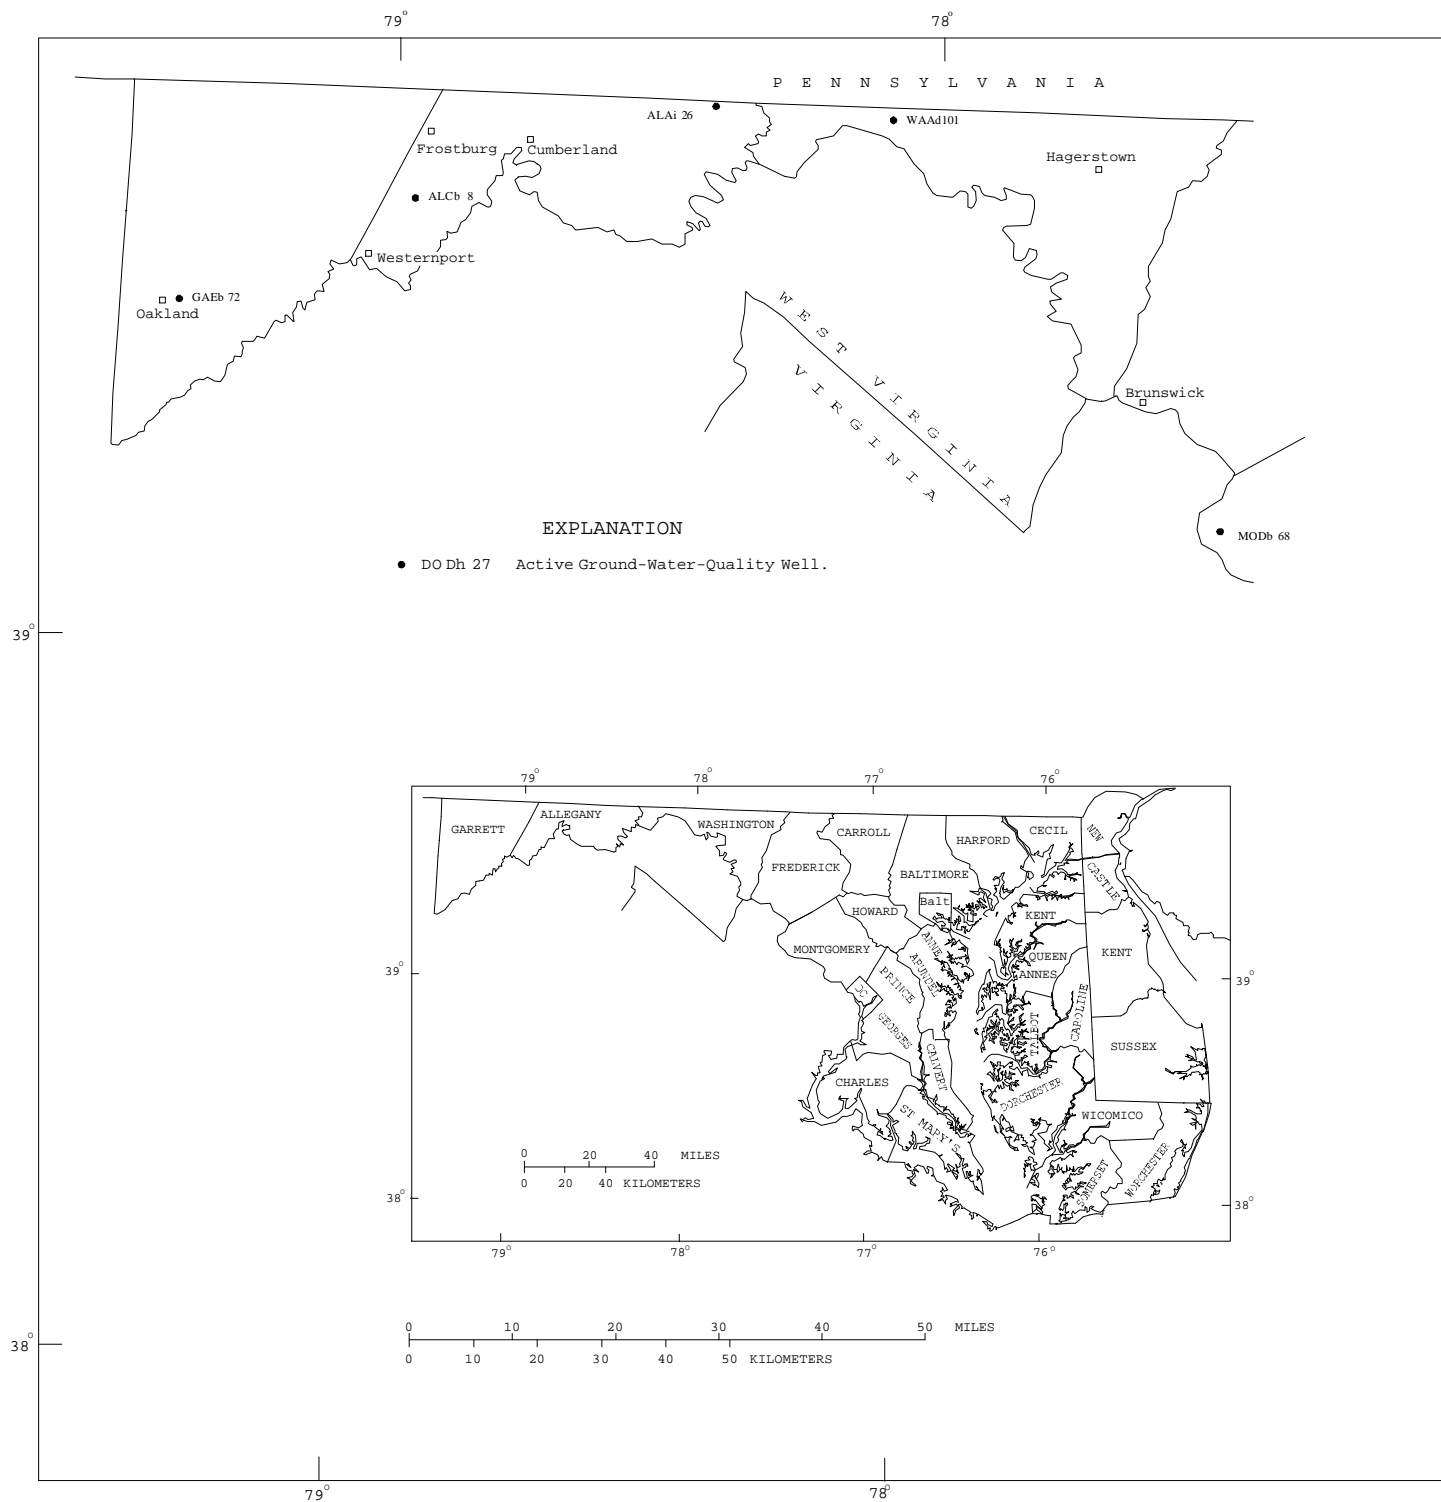 79° 78°
PENNSYLVANIA
ALAi 26
WAAd101
Frostburg
Cumberland
Hagerstown
ALCb 8
Westernport
GAEb 72
Oakland
WEST VIRGINIA
VIRGINIA
Brunswick
EXPLANATION
MODb 68
DO Dh 27 Active Ground-Water-Quality Well.
39°
79° 78° 77° 76°
GARRETT
ALLEGANY
WASHINGTON
FREDERICK
CARROLL
BALTIMORE
HARFORD
CECIL
NEW
CASTLE
Balt
HOWARD
KENT
MONTGOMERY
ANNE
ARUNDEL
QUEEN
ANNES
KENT
39°
39°
DC
PRINCE
GEORGES
TALBOT
CAROLINE
SUSSEX
CALVERT
CHARLES
DORCHESTER
ST MARY'S
WICOMICO
SOMERSET
WORCHESTER
0 20 40 MILES
0 20 40 KILOMETERS
38°
38°
79° 78° 77° 76°
0 10 20 30 40 50 MILES
38°
0 10 20 30 40 50 KILOMETERS
79° 78°